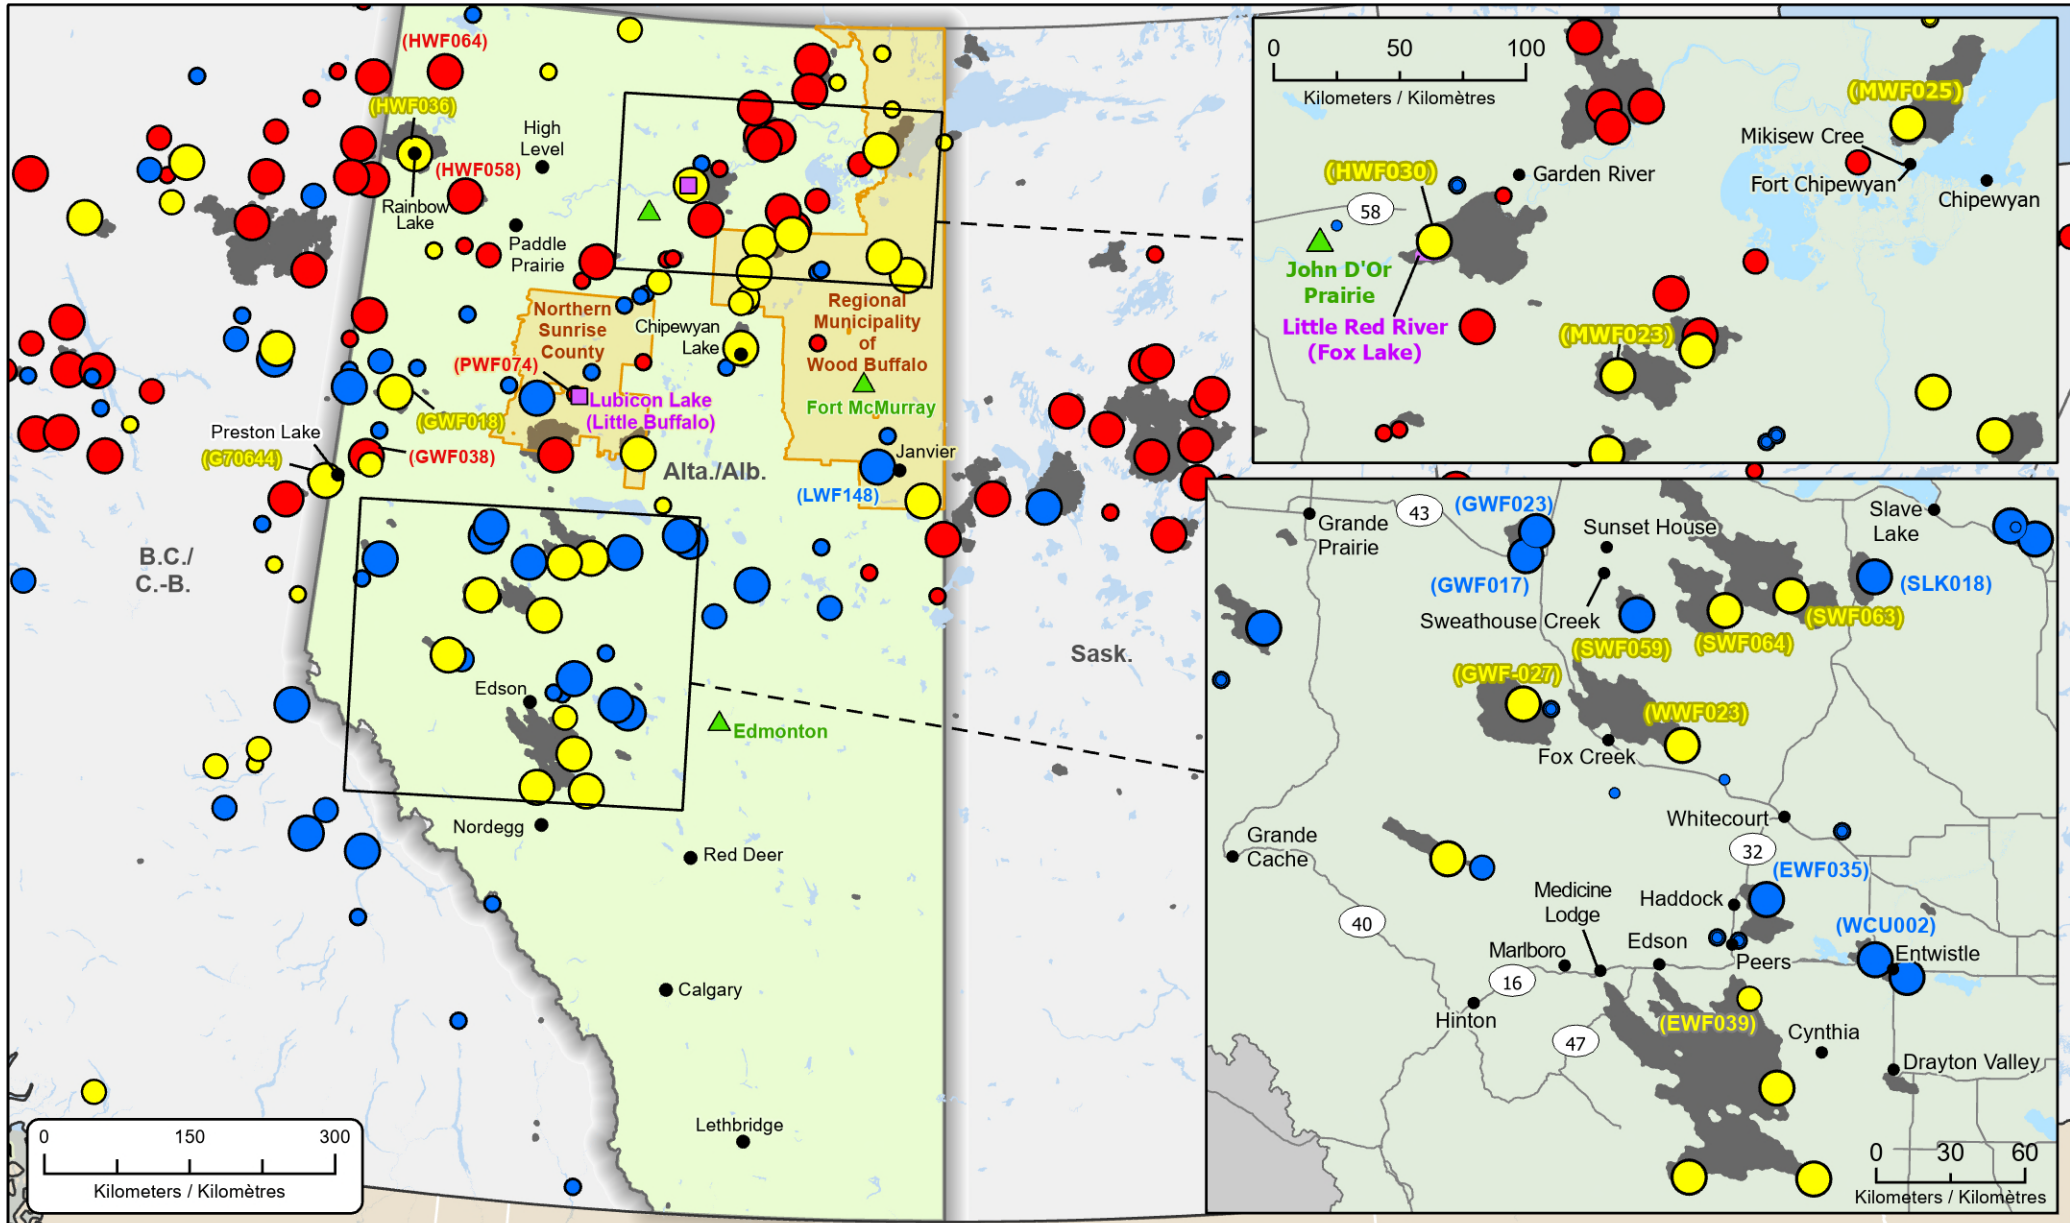 (HWF064)
(HWF036)
High
Level
(HWF058)
Rainbow
Lake
Paddle
Prairie
Northern
Sunrise
County
Regional
Municipality
of
Wood Buffalo
Chipewyan
Lake
(PWF074)
Fort McMurray
Lubicon Lake
(Little Buffalo)
(GWF018)
Preston Lake
(G70644)
(GWF038)
Janvier
Alta./Alb.
(LWF148)
B.C./
C.-B.
Sask.
Edson
Edmonton
Nordegg
Red Deer
Calgary
Lethbridge
0 150 300
Kilometers / Kilomètres
0 50 100
Kilometers / Kilomètres
(MWF025)
Mikisew Cree
Garden River
Fort Chipewyan
Chipewyan
(HWF030)
58
John D'Or
Prairie
Little Red River
(Fox Lake)
(MWF023)
43
(GWF023)
Grande
Prairie
Sunset House
Slave
Lake
(GWF017)
(SLK018)
Sweathouse Creek
(SWF063)
(SWF059)
(SWF064)
(GWF-027)
(WWF023)
Fox Creek
Whitecourt
Grande
Cache
32
(EWF035)
Medicine
Lodge
Haddock
40
(WCU002)
Marlboro
Edson
Entwistle
Peers
16
Hinton
(EWF039)
Cynthia
47
Drayton Valley
0 30 60
Kilometers / Kilomètres